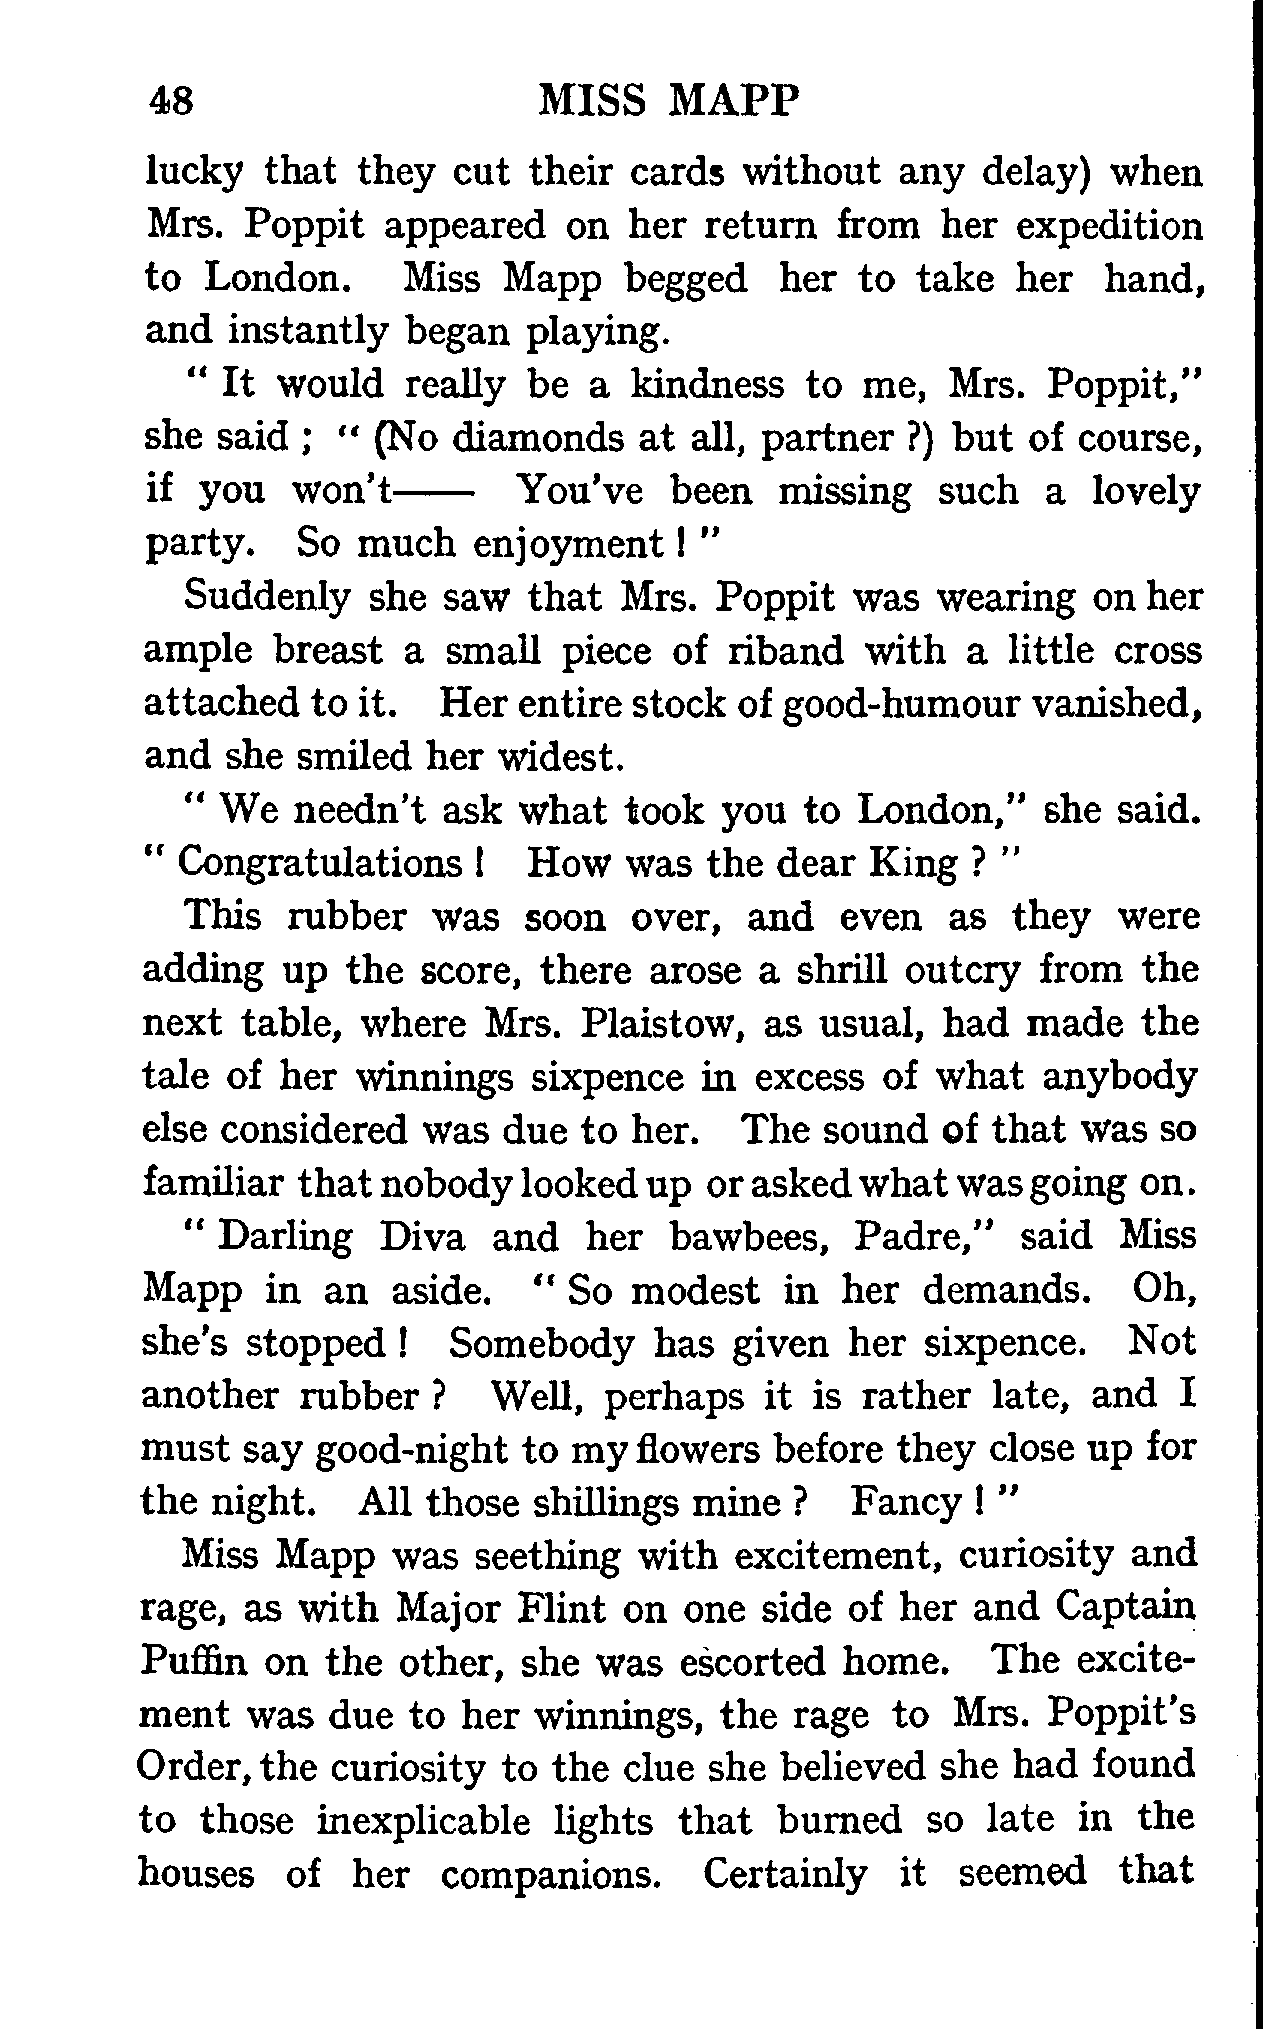 48 MISS MAPP
lucky that they cut their cards without any delay) when
Mrs. Poppit appeared on her return from her expedition
to London. Miss Mapp begged her to take her hand,
and instantly began playing.
" It would really be a kindness to me, Mrs. Poppit,"
she said ; " (No diamonds at all, partner ?) but of course,
if you won't—— You've been missing such a lovely
party. So much enjoyment ! "
Suddenly she saw that Mrs. Poppit was wearing on her
ample breast a small piece of riband with a little cross
attached to it. Her entire stock of good-humour vanished,
and she smiled her widest.
" We needn't ask what took you to London," she said.
" Congratulations ! How was the dear King ? "
This rubber was soon over, and even as they were
adding up the score, there arose a shrill outcry from the
next table, where Mrs. Plaistow, as usual, had made the
tale of her winnings sixpence in excess of what anybody
else considered was due to her. The sound of that was so
familiar that nobody looked up or asked what was going on.
" Darling Diva and her bawbees, Padre," said Miss
Mapp in an aside. " So modest in her demands. Oh,
she's stopped ! Somebody has given her sixpence. Not
another rubber ? Well, perhaps it is rather late, and I
must say good-night to my flowers before they close up for
the night. All those shillings mine ? Fancy ! "
Miss Mapp was seething with excitement, curiosity and
rage, as with Major Flint on one side of her and Captain
Puffin on the other, she was escorted home. The excite-
ment was due to her winnings, the rage to Mrs. Poppit's
Order, the curiosity to the clue she believed she had found
to those inexplicable lights that burned so late in the
houses of her companions. Certainly it seemed that